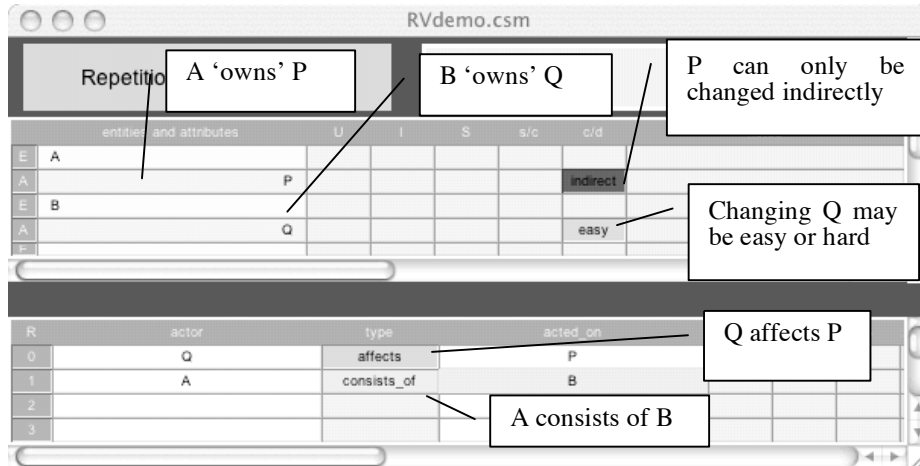 RVdemo.csm
Repetitio
A ‘owns’ P
B ‘owns’ Q
P can only be
changed indirectly
entities and attributes U I S s/c c/d
E A
A P indirect
E B
A Q easy
E
Changing Q may
be easy or hard
R actor type acted_on
0 Q affects P
1 A consists_of B
2
3
Q affects P
A consists of B